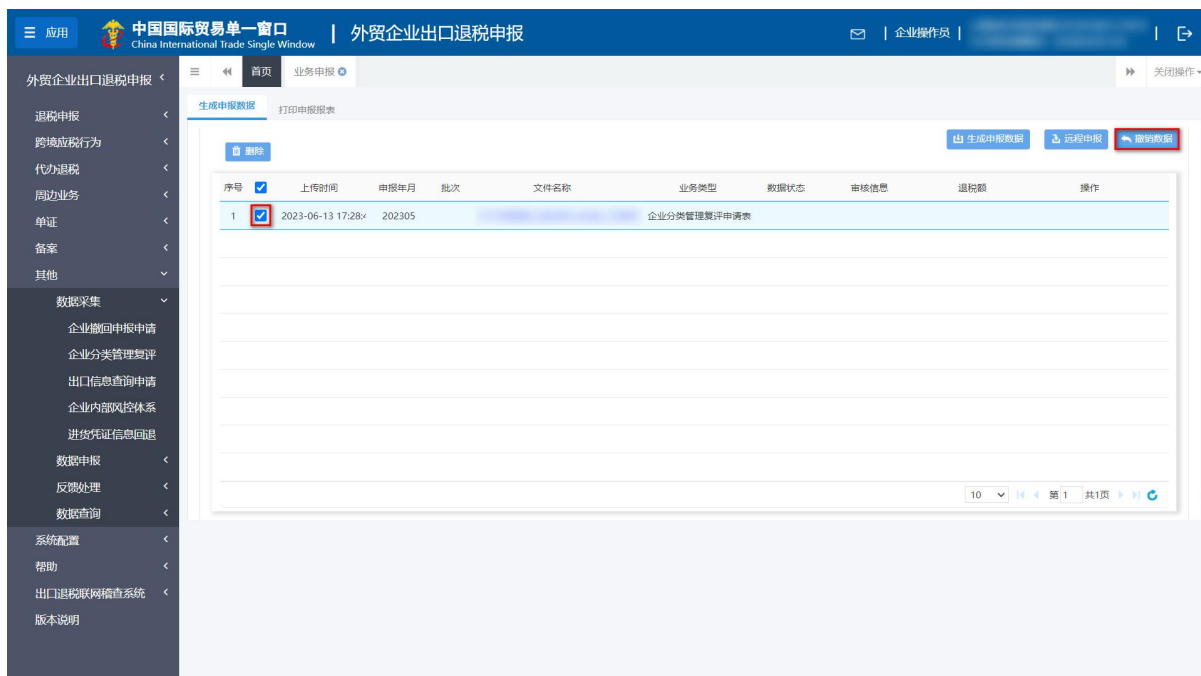 应用
中国国际贸易单一窗口
China International Trade Single Window
外贸企业出口退税申报
企业操作员
外贸企业出口退税申报
首页
业务申报
关闭操作
生成申报数据
打印申报报表
删除
生成申报数据
远程申报
撤销数据
序号 上传时间 申报年月 批次 文件名称 业务类型 数据状态 审核信息 退税额 操作
1 2023-06-13 17:28: 202305 企业分类管理复评申请表
10 第 1 共1页
退税申报
跨境应税行为
代办退税
周边业务
单证
备案
其他
数据采集
企业撤回申报申请
企业分类管理复评
出口信息查询申请
企业内部风控体系
进货凭证信息回退
数据申报
反馈处理
数据查询
系统配置
帮助
出口退税联网稽查系统
版本说明